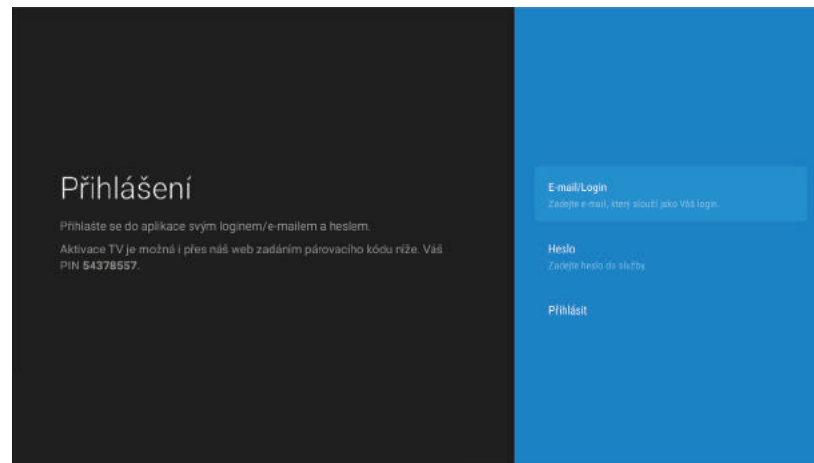 Přihlášení
Přihlašte se do aplikace svým loginem/e-mailem a heslem.
Aktivace TV je možná i přes náš web zadáním párovacího kódu níže. Váš
PIN 54378557.
E-mail/Login
Zadejte e-mail, který slouží jako Váš login.
Heslo
Zadejte heslo do služby.
Přihlásit